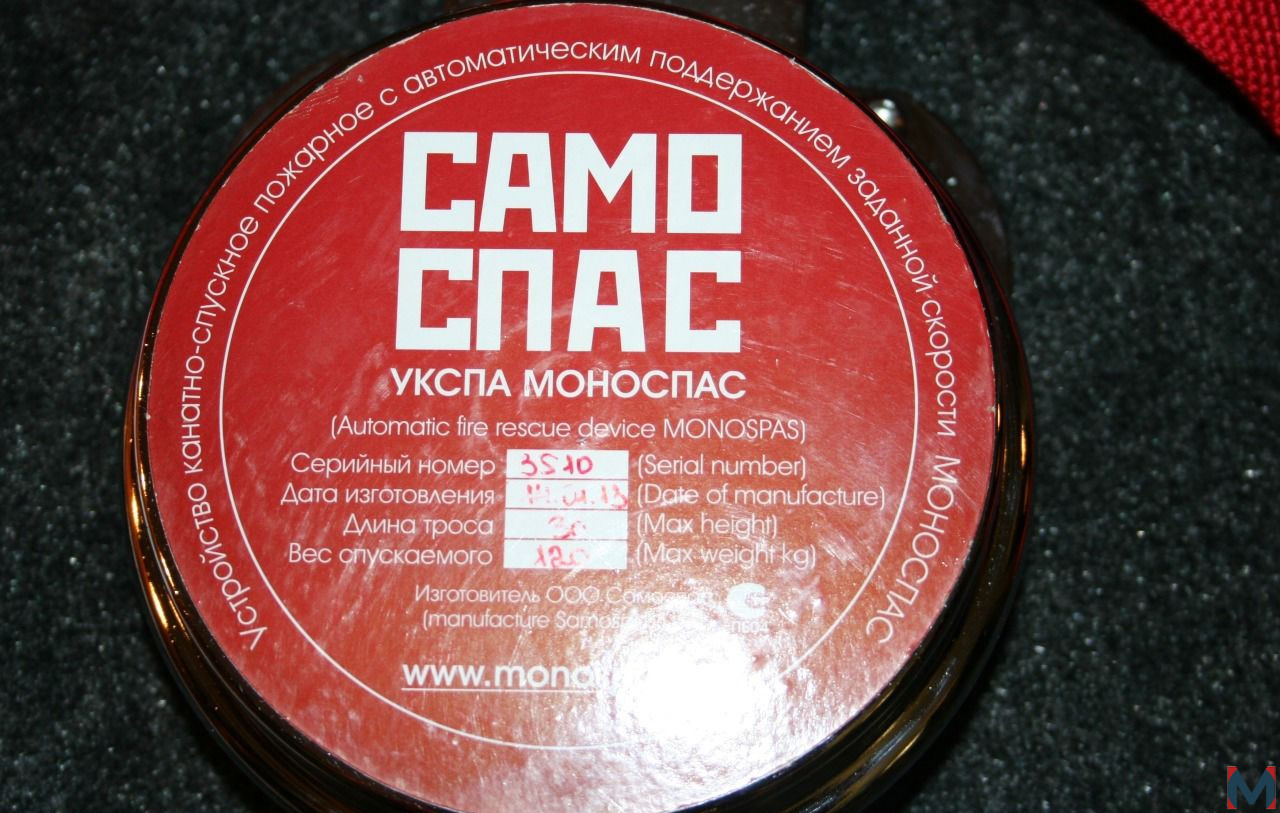 Устройство канатно-спускное пожарное с автоматическим поддержанием заданной скорости МОНОСПАС
САМО
СПАС
УКСПА МОНОСПАС
(Automatic fire rescue device MONOSPAS)
Серийный номер 3510 (Serial number)
Дата изготовления (Date of manufacture)
Длина троса 30 (Max height)
Вес спускаемого 120 (Max weight kg)
Изготовитель ООО
(manufacture
M